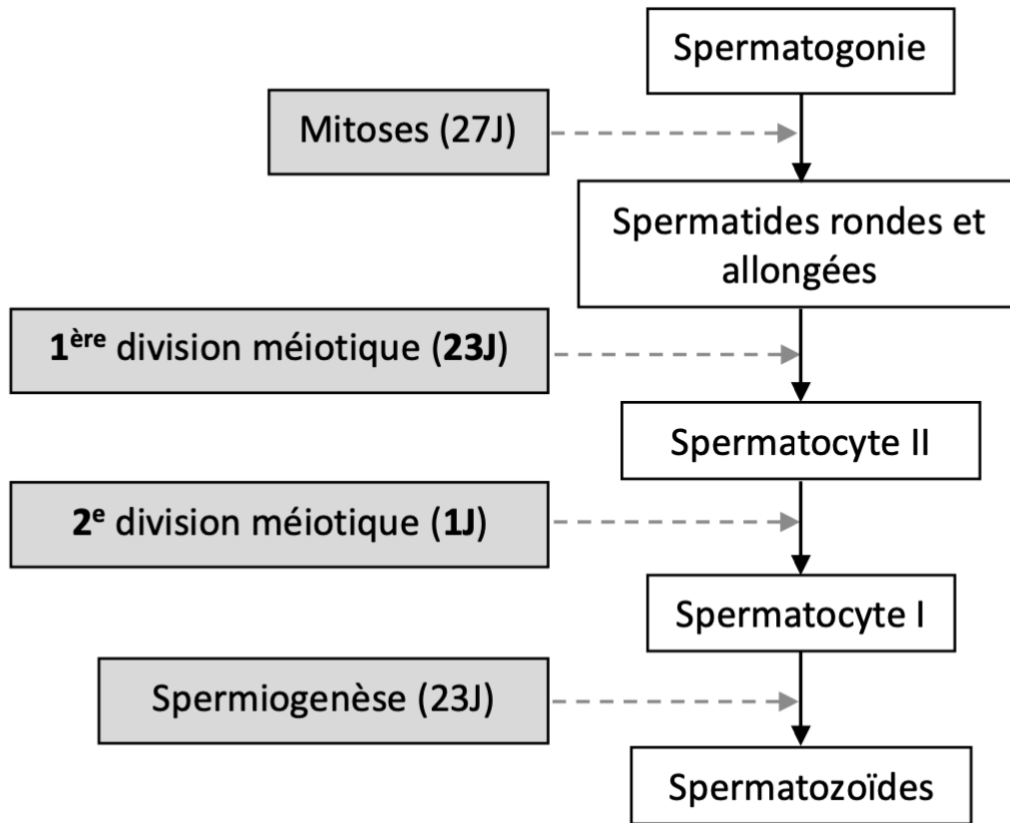 Spermatogonie
Mitoses (27J)
Spermatides rondes et
allongées
1ère division méiotique (23J)
Spermatocyte II
2e division méiotique (1J)
Spermatocyte I
Spermiogenèse (23J)
Spermatozoïdes